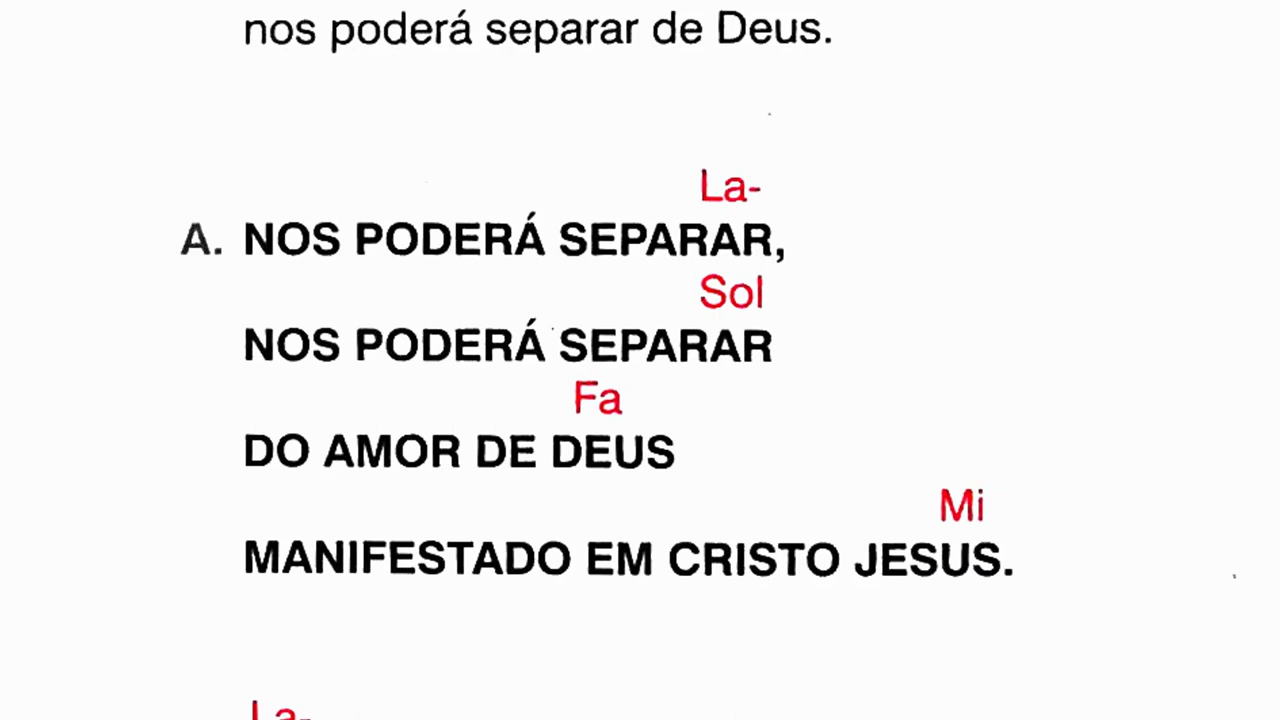 nos poderá separar de Deus.
La-
A. NOS PODERÁ SEPARAR,
Sol
NOS PODERÁ SEPARAR
Fa
DO AMOR DE DEUS
Mi
MANIFESTADO EM CRISTO JESUS.
La-